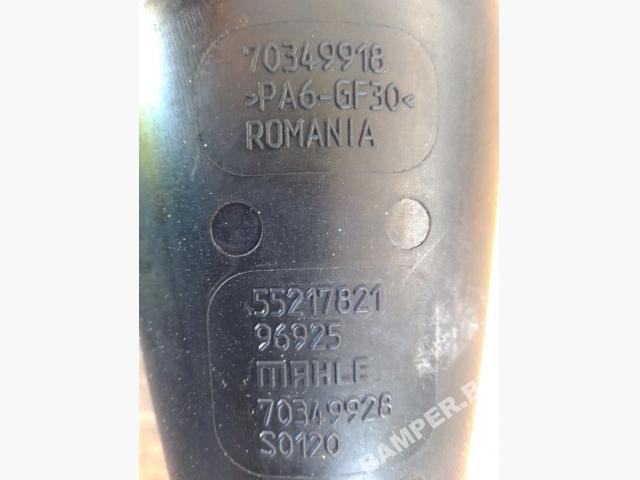 70349918
>PA6-GF30<
ROMANIA
55217821
96925
MAHLE
70349928
S0120